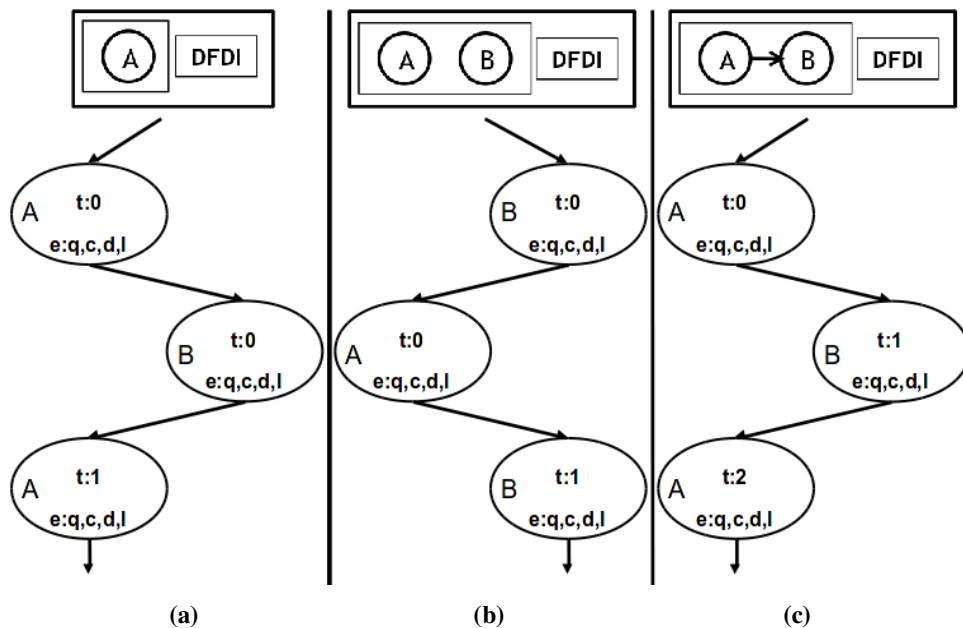 A DFDI
A B DFDI
A B DFDI
A t:0
e:q,c,d,l
B t:0
e:q,c,d,l
A t:1
e:q,c,d,l
B t:0
e:q,c,d,l
A t:0
e:q,c,d,l
B t:1
e:q,c,d,l
A t:0
e:q,c,d,l
B t:1
e:q,c,d,l
A t:2
e:q,c,d,l
(a) (b) (c)